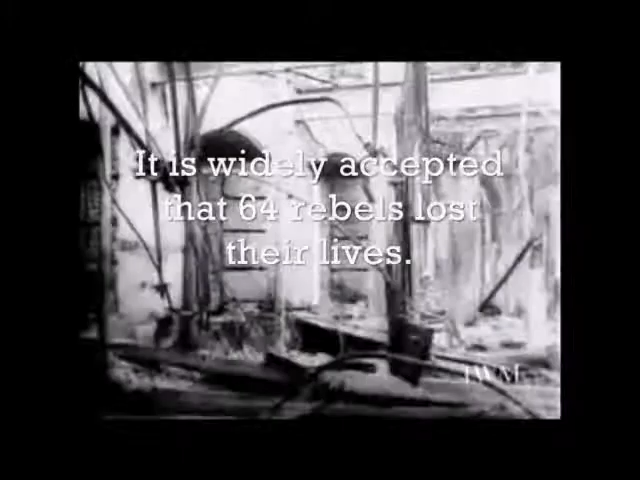 It is widely accepted
that 64 rebels lost
their lives.
IWM